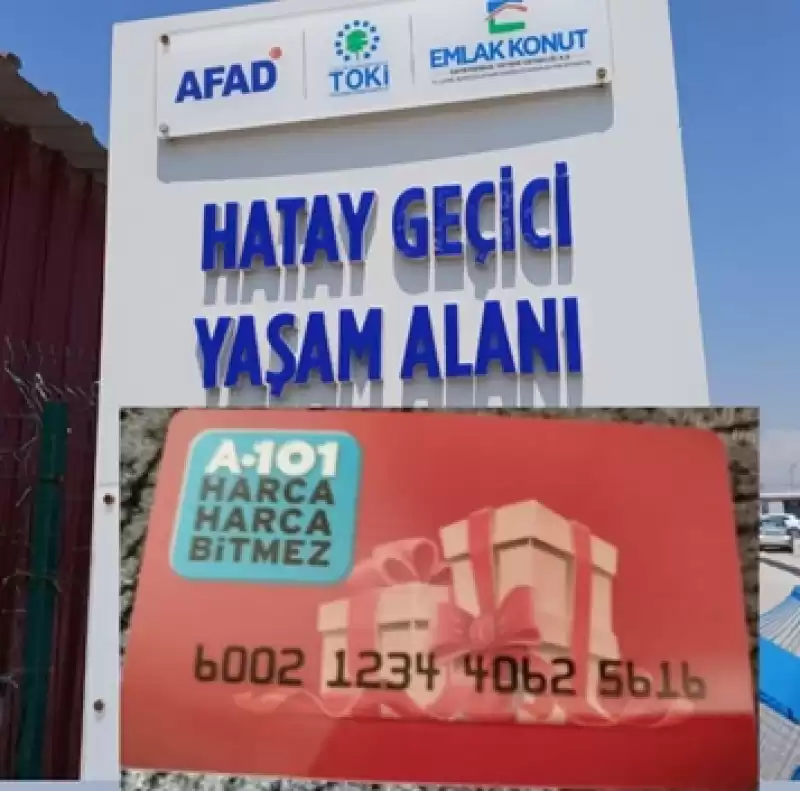 AFAD
TOKİ
EMLAK KONUT
HATAY GEÇİCİ
YAŞAM ALANI
A·101
HARCA
HARCA
BİTMEZ
6002 1234 4062 5616